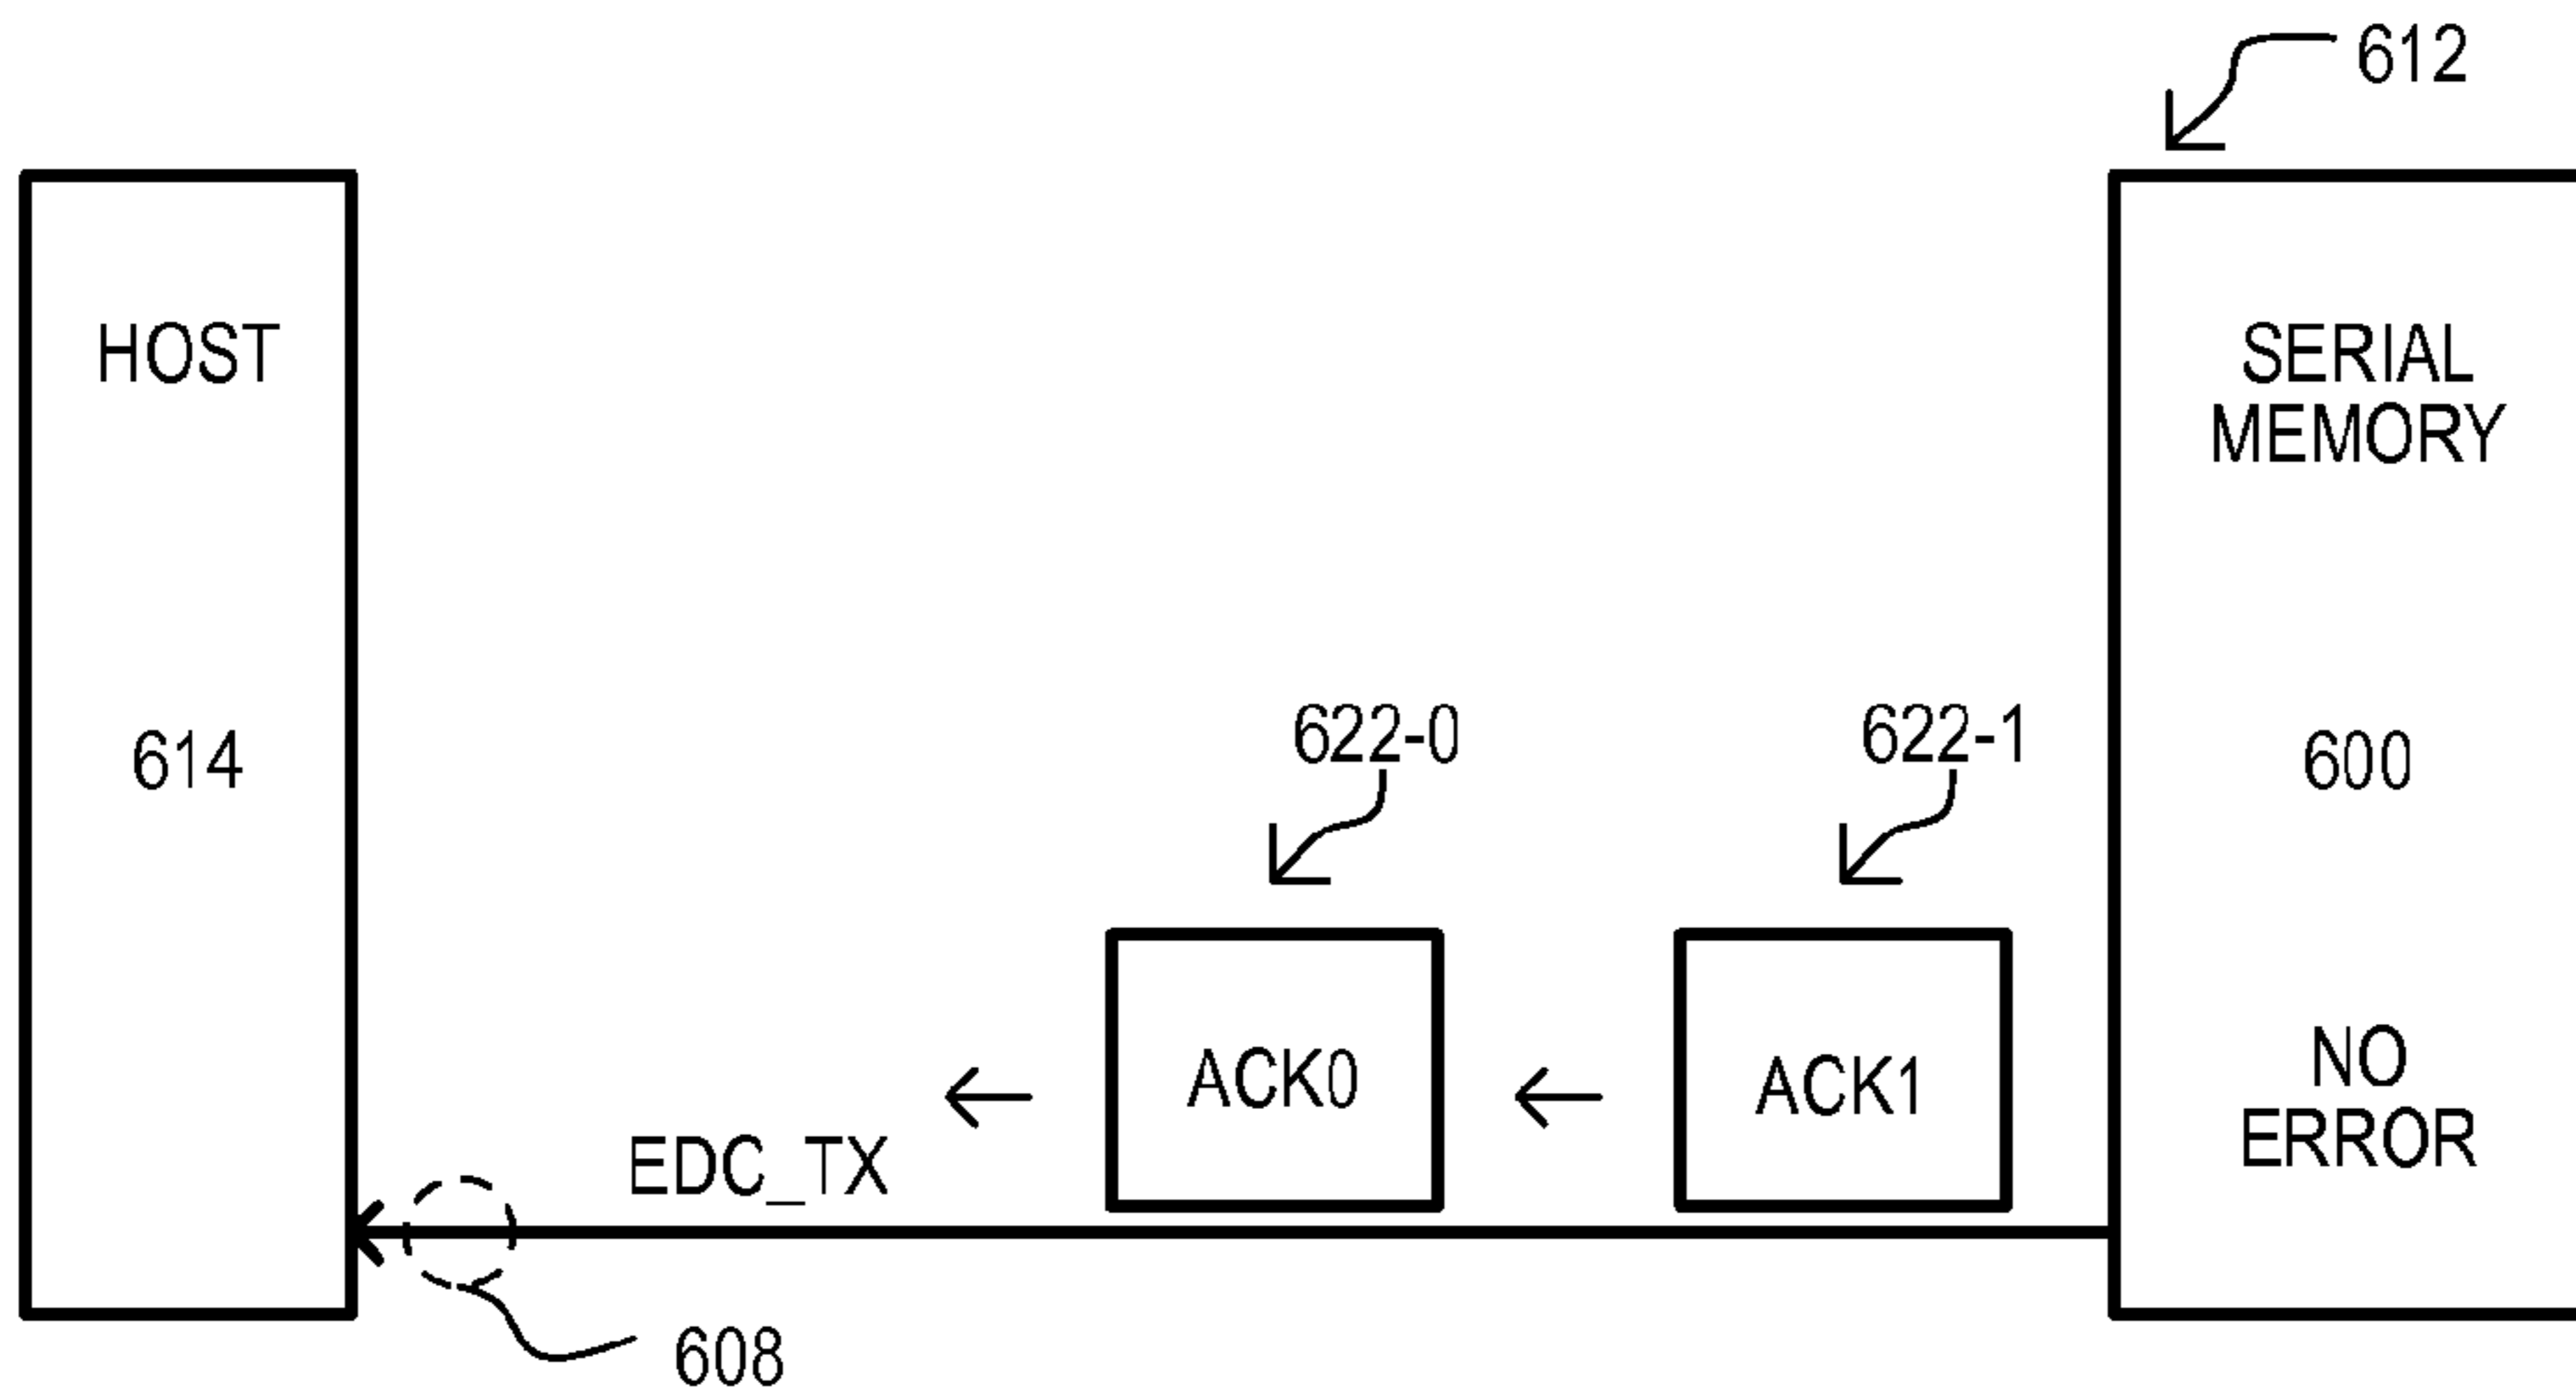 612
HOST
SERIAL
MEMORY
614
622-0
622-1
600
ACK0
ACK1
NO
ERROR
EDC_TX
608